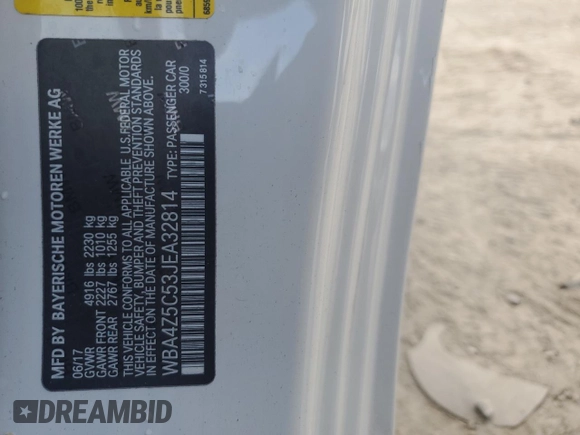 MFD BY BAYERISCHE MOTOREN WERKE AG
06/17
GVWR 4916 lbs 2230 kg
GAWR FRONT 2227 lbs 1010 kg
GAWR REAR 2767 lbs 1255 kg
THIS VEHICLE CONFORMS TO ALL APPLICABLE U.S.FEDERAL MOTOR
VEHICLE SAFETY, BUMPER AND THEFT PREVENTION STANDARDS
IN EFFECT ON THE DATE OF MANUFACTURE SHOWN ABOVE.
WBA4Z5C53JEA32814 TYPE: PASSENGER CAR
300/0
7315814
DREAMBID